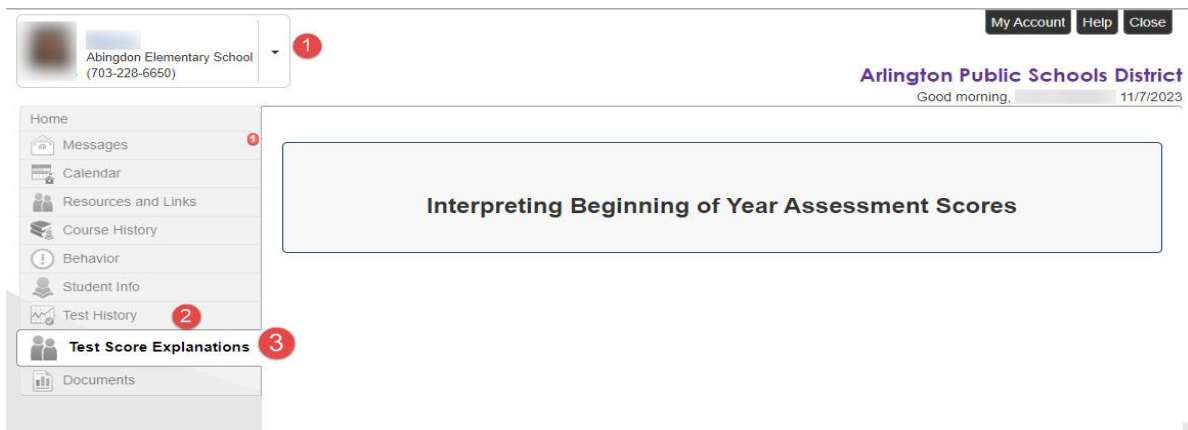 My Account Help Close
Abingdon Elementary School
(703-228-6650)
1
Arlington Public Schools District
Good morning, 11/7/2023
Home
Messages 1
Calendar
Resources and Links
Course History
Behavior
Student Info
Test History 2
Test Score Explanations 3
Documents
Interpreting Beginning of Year Assessment Scores